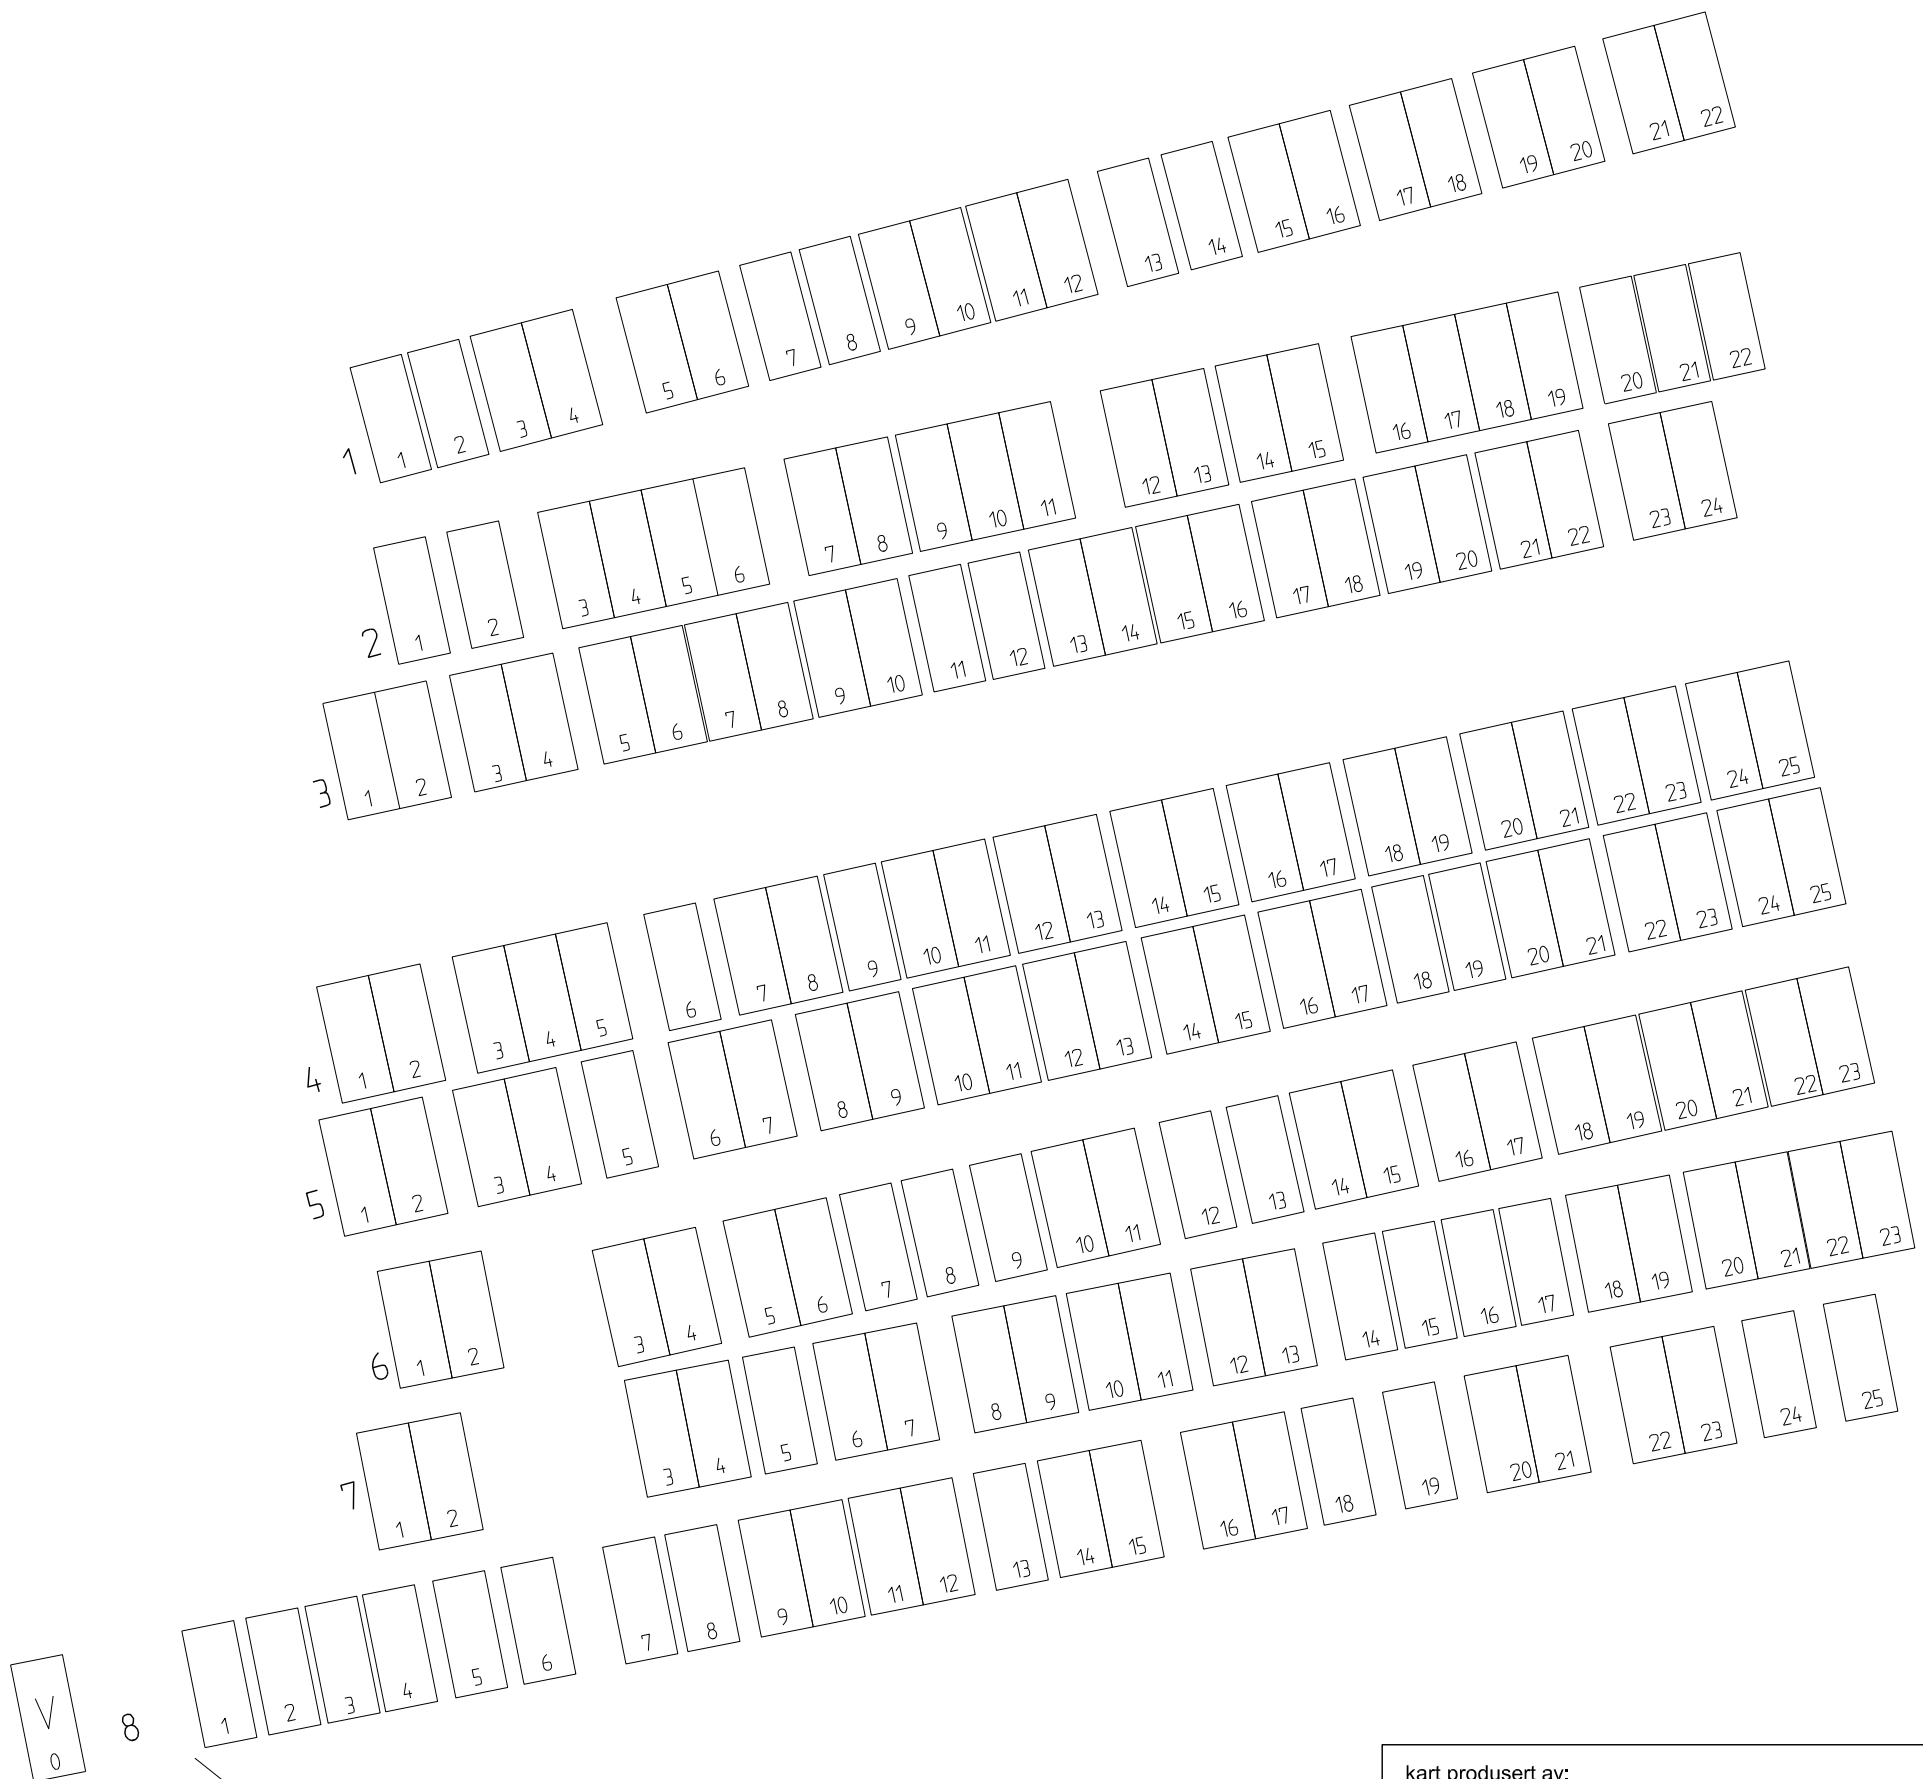 1 1 2 3 4 5 6 7 8 9 10 11 12 13 14 15 16 17 18 19 20 21 22
2 1 2 3 4 5 6 7 8 9 10 11 12 13 14 15 16 17 18 19 20 21 22
3 1 2 3 4 5 6 7 8 9 10 11 12 13 14 15 16 17 18 19 20 21 22 23 24
4 1 2 3 4 5 6 7 8 9 10 11 12 13 14 15 16 17 18 19 20 21 22 23 24 25
5 1 2 3 4 5 6 7 8 9 10 11 12 13 14 15 16 17 18 19 20 21 22 23 24 25
6 1 2 3 4 5 6 7 8 9 10 11 12 13 14 15 16 17 18 19 20 21 22 23
7 1 2 3 4 5 6 7 8 9 10 11 12 13 14 15 16 17 18 19 20 21 22 23
8 1 2 3 4 5 6 7 8 9 10 11 12 13 14 15 16 17 18 19 20 21 22 23 24 25
V
0
kart produsert av: